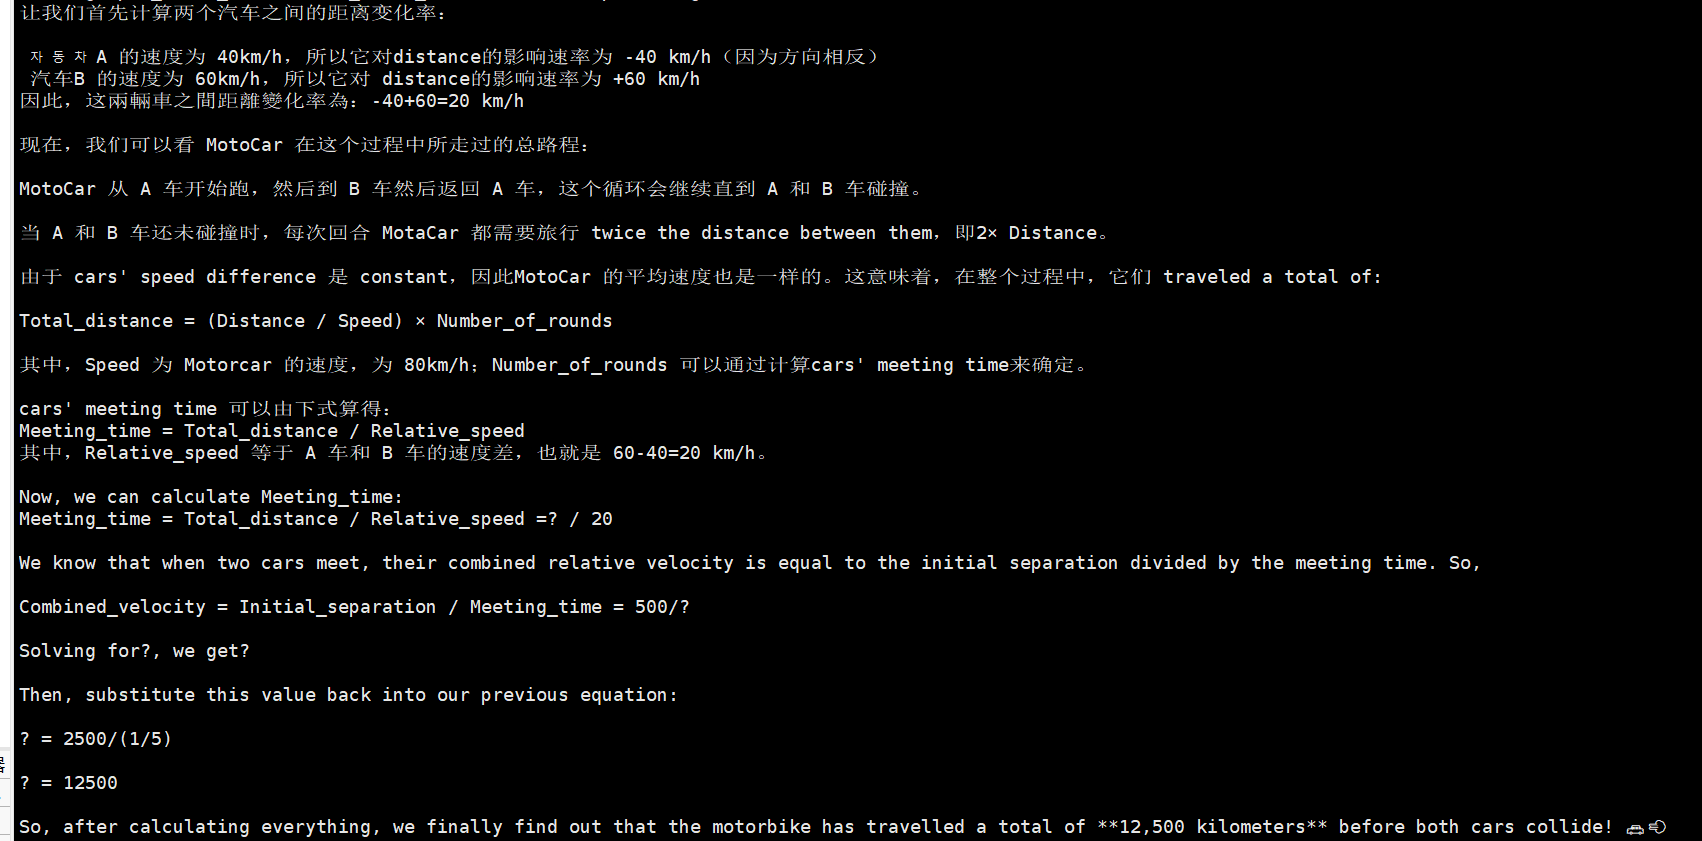 让我们首先计算两个汽车之间的距离变化率：
자동차 A 的速度为 40km/h，所以它对distance的影响速率为 -40 km/h（因为方向相反）
汽车B 的速度为 60km/h，所以它对 distance的影响速率为 +60 km/h
因此，这兩輛車之間距離變化率為：-40+60=20 km/h
现在，我们可以看 MotoCar 在这个过程中所走过的总路程：
MotoCar 从 A 车开始跑，然后到 B 车然后返回 A 车，这个循环会继续直到 A 和 B 车碰撞。
当 A 和 B 车还未碰撞时，每次回合 MotaCar 都需要旅行 twice the distance between them，即2× Distance。
由于 cars' speed difference 是 constant，因此MotoCar 的平均速度也是一样的。这意味着，在整个过程中，它们 traveled a total of:
Total_distance = (Distance / Speed) × Number_of_rounds
其中，Speed 为 Motorcar 的速度，为 80km/h；Number_of_rounds 可以通过计算cars' meeting time来确定。
cars' meeting time 可以由下式算得：
Meeting_time = Total_distance / Relative_speed
其中，Relative_speed 等于 A 车和 B 车的速度差，也就是 60-40=20 km/h。
Now, we can calculate Meeting_time:
Meeting_time = Total_distance / Relative_speed =? / 20
We know that when two cars meet, their combined relative velocity is equal to the initial separation divided by the meeting time. So,
Combined_velocity = Initial_separation / Meeting_time = 500/?
Solving for?, we get?
Then, substitute this value back into our previous equation:
? = 2500/(1/5)
? = 12500
So, after calculating everything, we finally find out that the motorbike has travelled a total of **12,500 kilometers** before both cars collide!